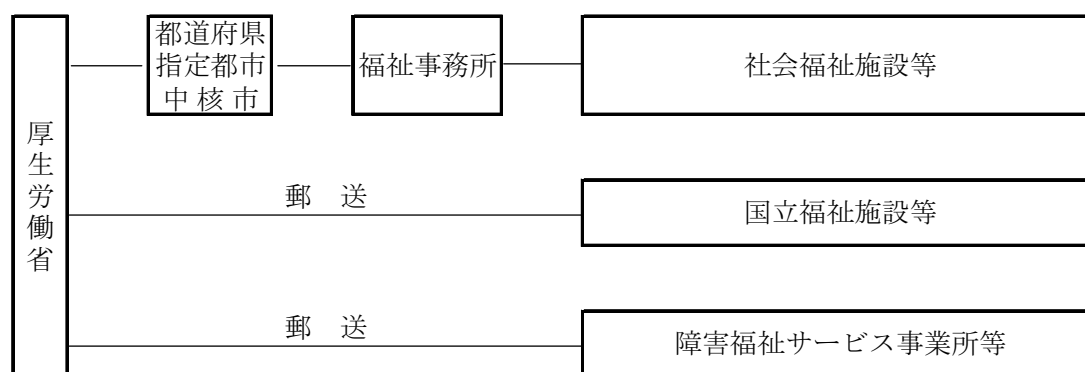 厚生労働省
都道府県
指定都市
中核市
福祉事務所
社会福祉施設等
郵 送
国立福祉施設等
郵 送
障害福祉サービス事業所等